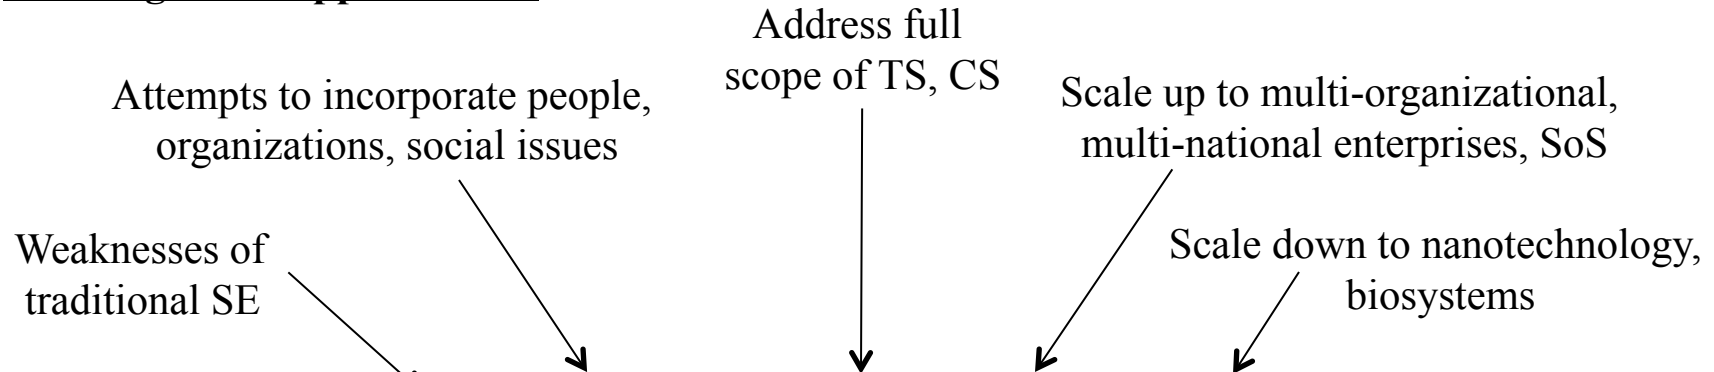 Address full
scope of TS, CS
Attempts to incorporate people,
organizations, social issues
Scale up to multi-organizational,
multi-national enterprises, SoS
Weaknesses of
traditional SE
Scale down to nanotechnology,
biosystems